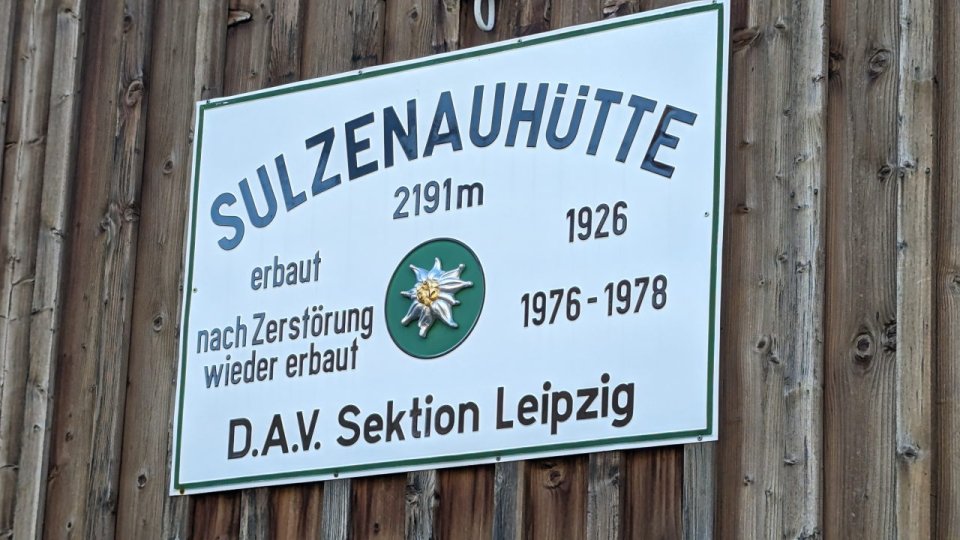 SULZENAUHÜTTE
2191m
erbaut 1926
nach Zerstörung
wieder erbaut 1976-1978
D.A.V. Sektion Leipzig